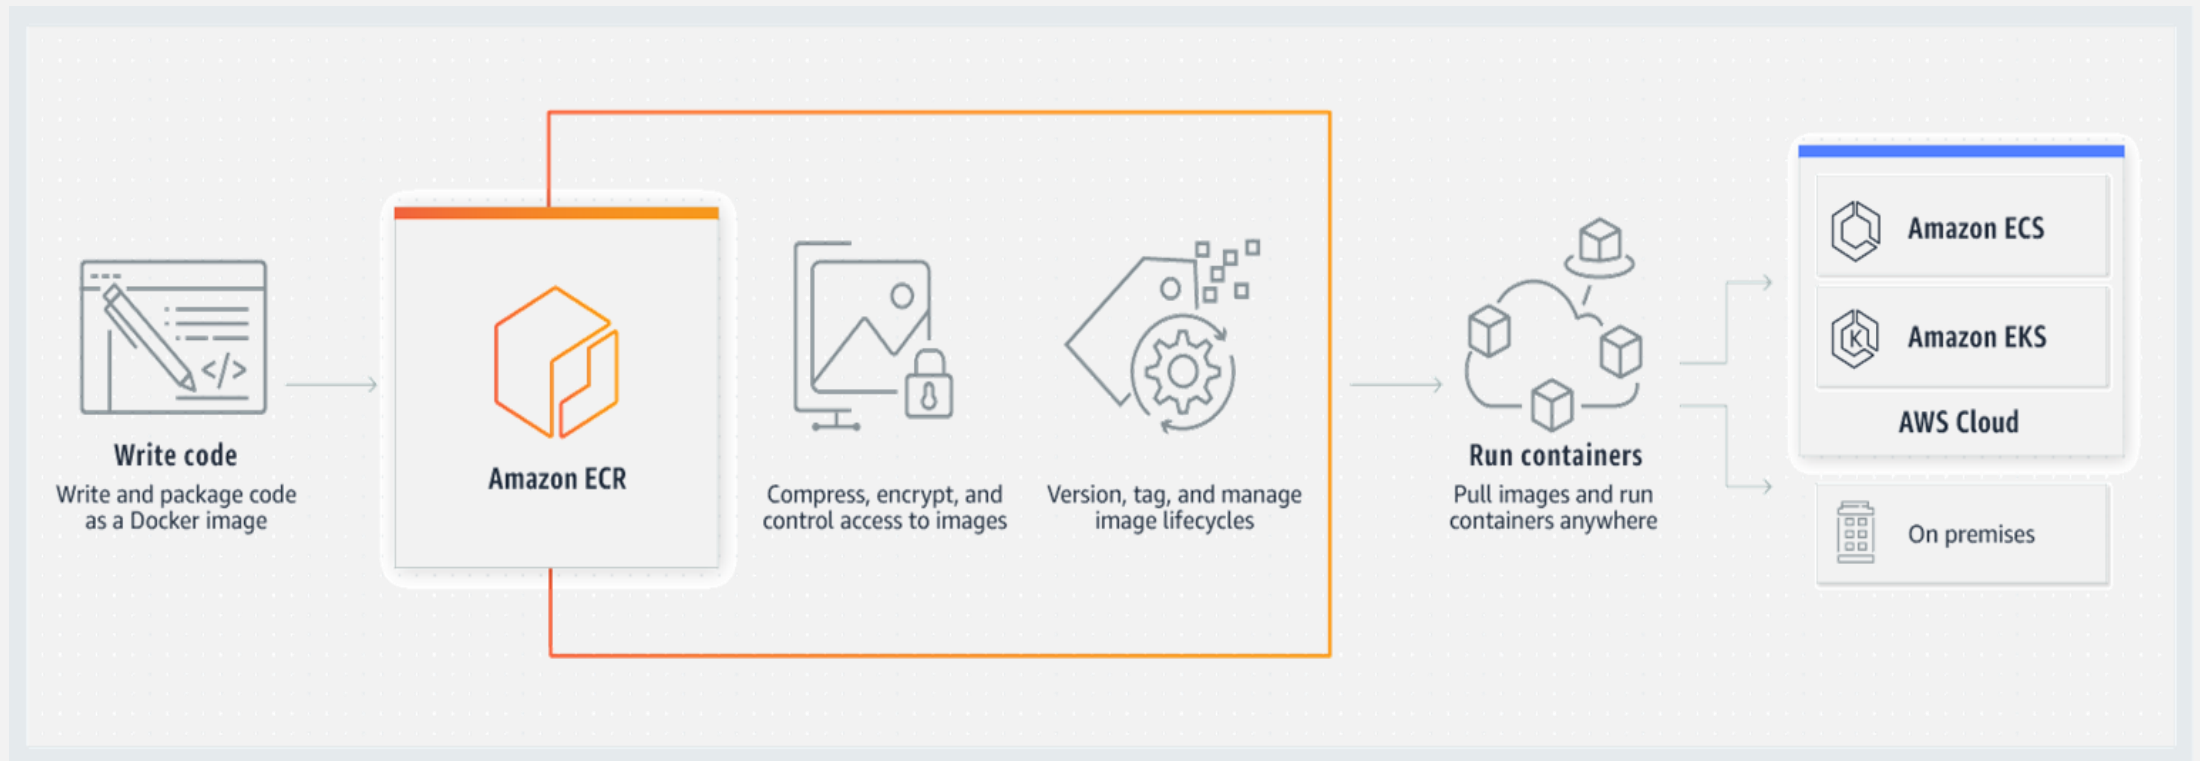 Write code
Write and package code
as a Docker image
</>
Amazon ECR
Compress, encrypt, and
control access to images
Version, tag, and manage
image lifecycles
Run containers
Pull images and run
containers anywhere
Amazon ECS
K
Amazon EKS
AWS Cloud
On premises